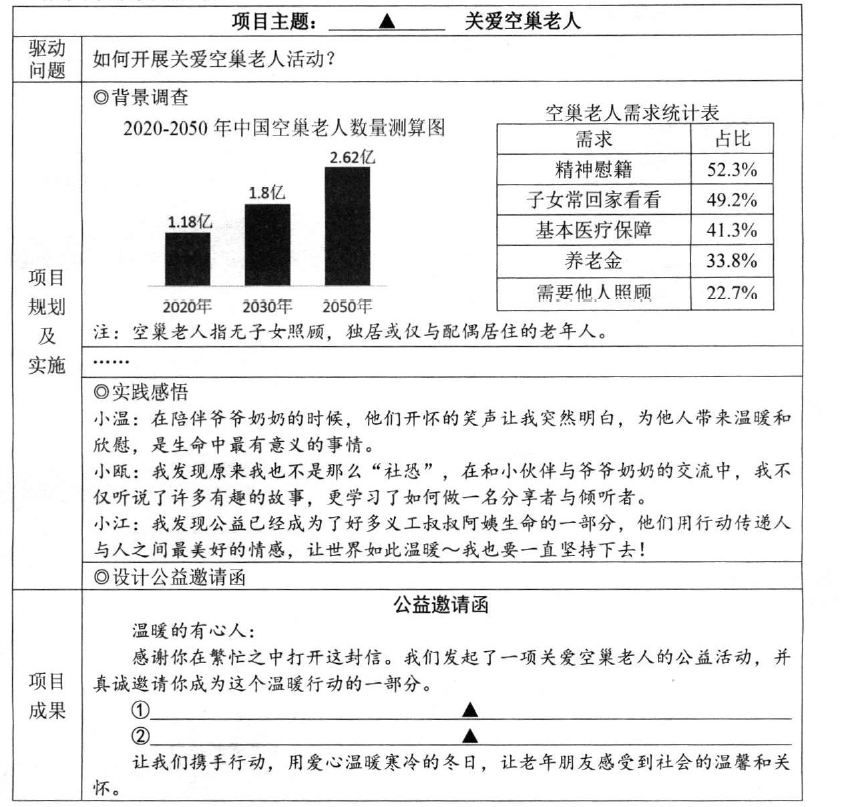 项目主题：▲ 关爱空巢老人
驱动
问题
如何开展关爱空巢老人活动？
项目
规划
及
实施
◎背景调查
2020-2050年中国空巢老人数量测算图
1.18亿
1.8亿
2.62亿
2020年 2030年 2050年
空巢老人需求统计表
需求 占比
精神慰籍 52.3%
子女常回家看看 49.2%
基本医疗保障 41.3%
养老金 33.8%
需要他人照顾 22.7%
注：空巢老人指无子女照顾，独居或仅与配偶居住的老年人。
……
◎实践感悟
小温：在陪伴爷爷奶奶的时候，他们开怀的笑声让我突然明白，为他人带来温暖和
欣慰，是生命中最有意义的事情。
小瓯：我发现原来我也不是那么“社恐”，在和小伙伴与爷爷奶奶的交流中，我不
仅听说了许多有趣的故事，更学习了如何做一名分享者与倾听者。
小江：我发现公益已经成为了好多义工叔叔阿姨生命的一部分，他们用行动传递人
与人之间最美好的情感，让世界如此温暖～我也要一直坚持下去！
◎设计公益邀请函
项目
成果
公益邀请函
温暖的有心人：
感谢你在繁忙之中打开这封信。我们发起了一项关爱空巢老人的公益活动，并
真诚邀请你成为这个温暖行动的一部分。
①▲
②▲
让我们携手行动，用爱心温暖寒冷的冬日，让老年朋友感受到社会的温馨和关
怀。